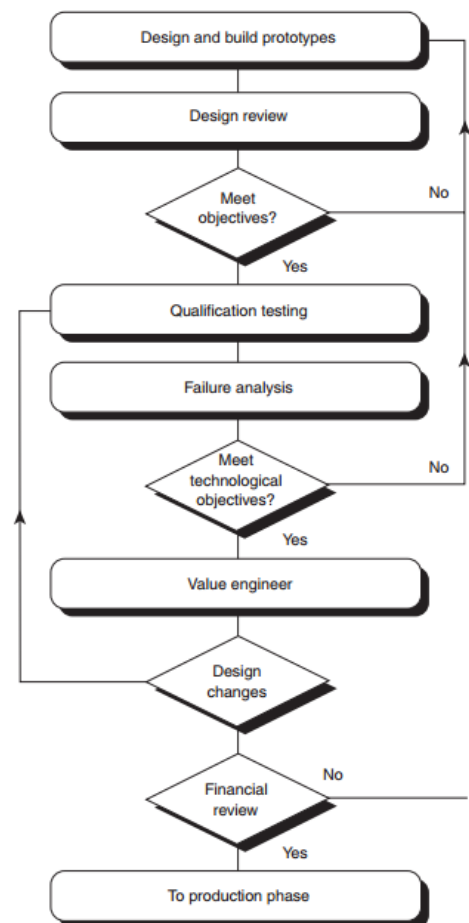 Design and build prototypes
Design review
Meet
objectives?
No
Yes
Qualification testing
Failure analysis
Meet
technological
objectives?
No
Yes
Value engineer
Design
changes
Financial
review
No
Yes
To production phase